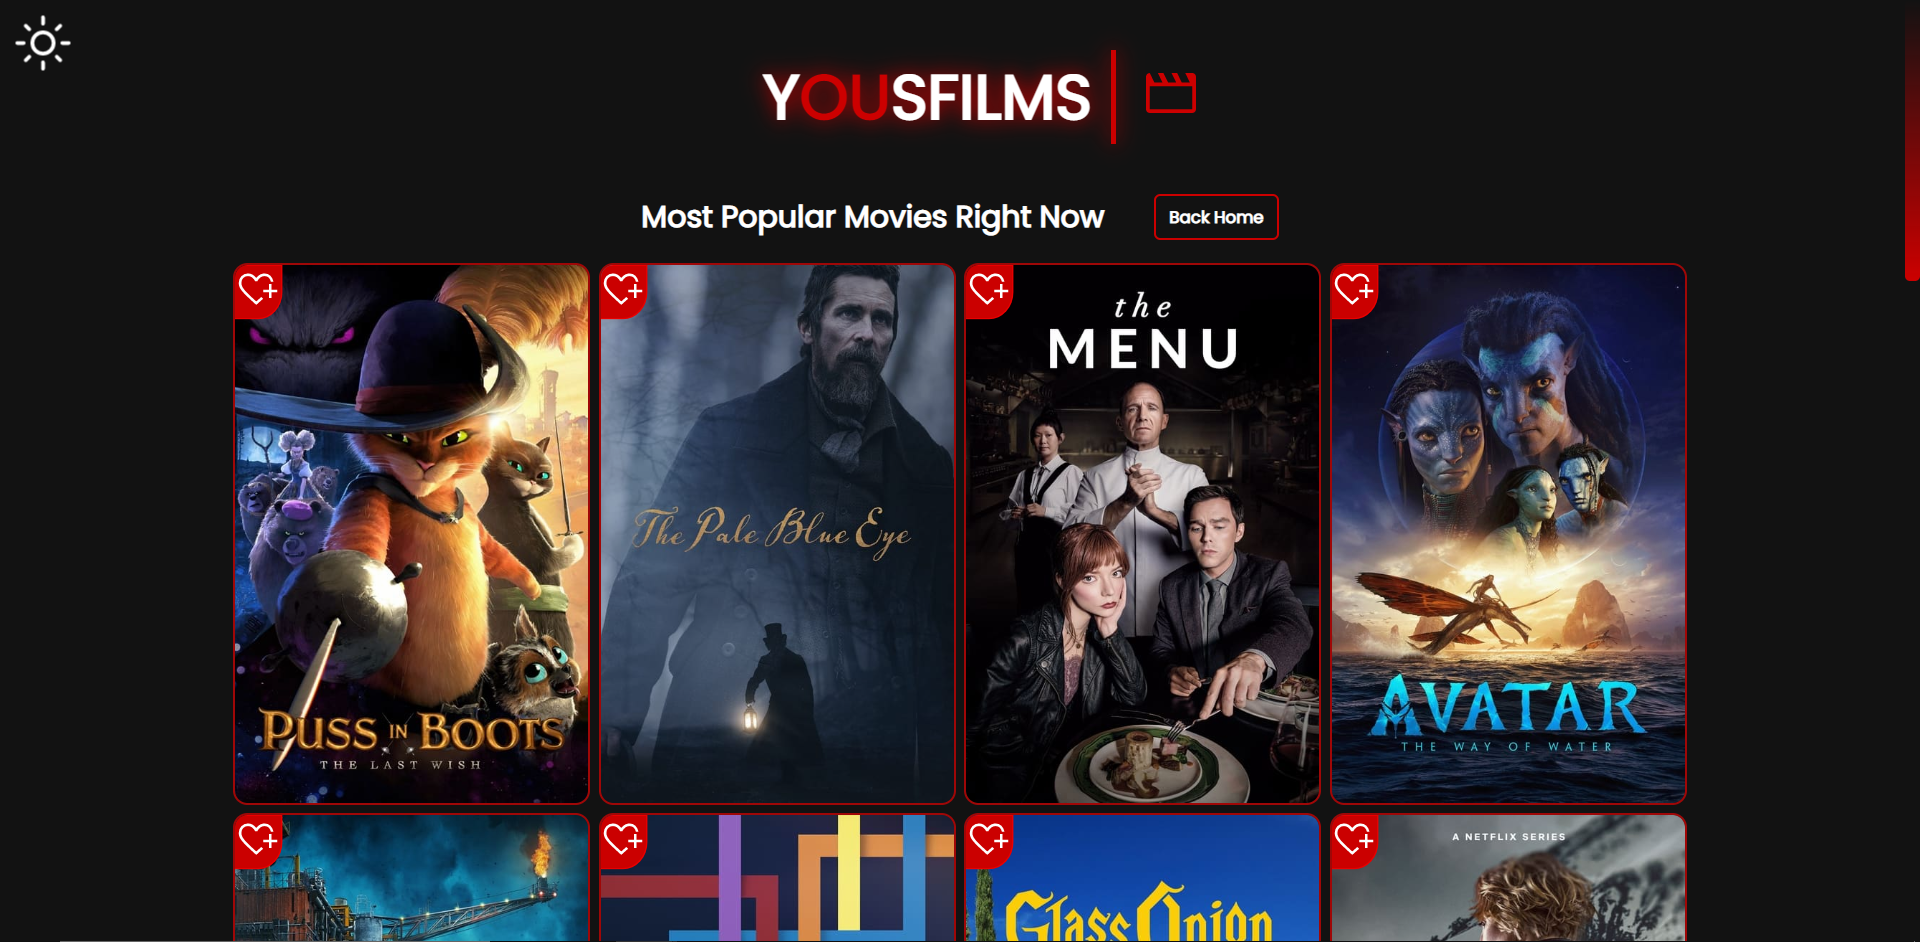 YOUSFILMS
Most Popular Movies Right Now
Back Home
PUSS IN BOOTS
THE LAST WISH
The Pale Blue Eye
the
MENU
AVATAR
THE WAY OF WATER
Glass Onion
A NETFLIX SERIES